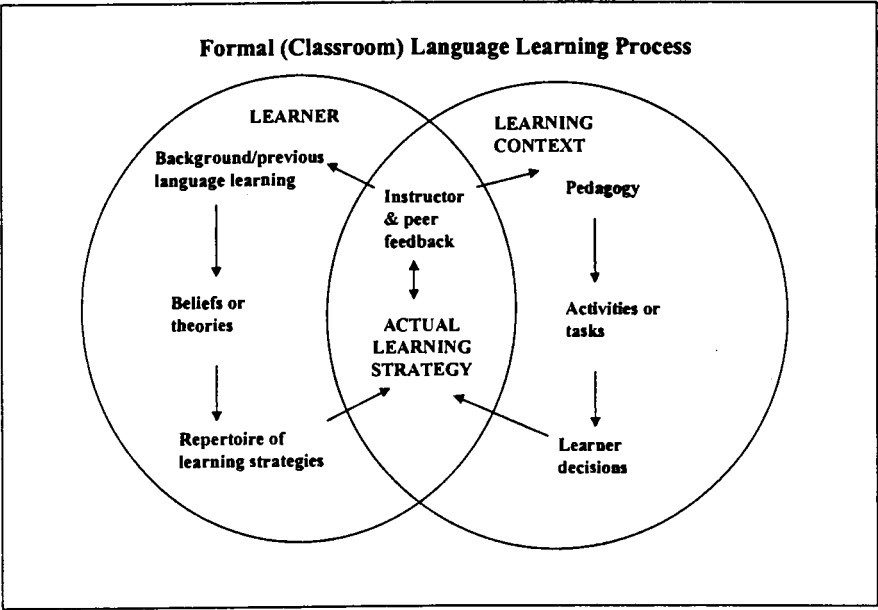 Formal (Classroom) Language Learning Process
LEARNER
Background/previous
language learning
Beliefs or
theories
Repertoire of
learning strategies
Instructor
& peer
feedback
ACTUAL
LEARNING
STRATEGY
LEARNING
CONTEXT
Pedagogy
Activities or
tasks
Learner
decisions